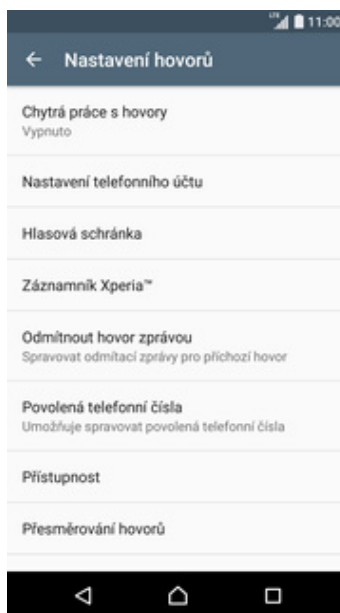 LTE 11:00
Nastavení hovorů
Chytrá práce s hovory
Vypnuto
Nastavení telefonního účtu
Hlasová schránka
Záznamník Xperia™
Odmítnout hovor zprávou
Spravovat odmítací zprávy pro příchozí hovor
Povolená telefonní čísla
Umožňuje spravovat povolená telefonní čísla
Přístupnost
Přesměrování hovorů